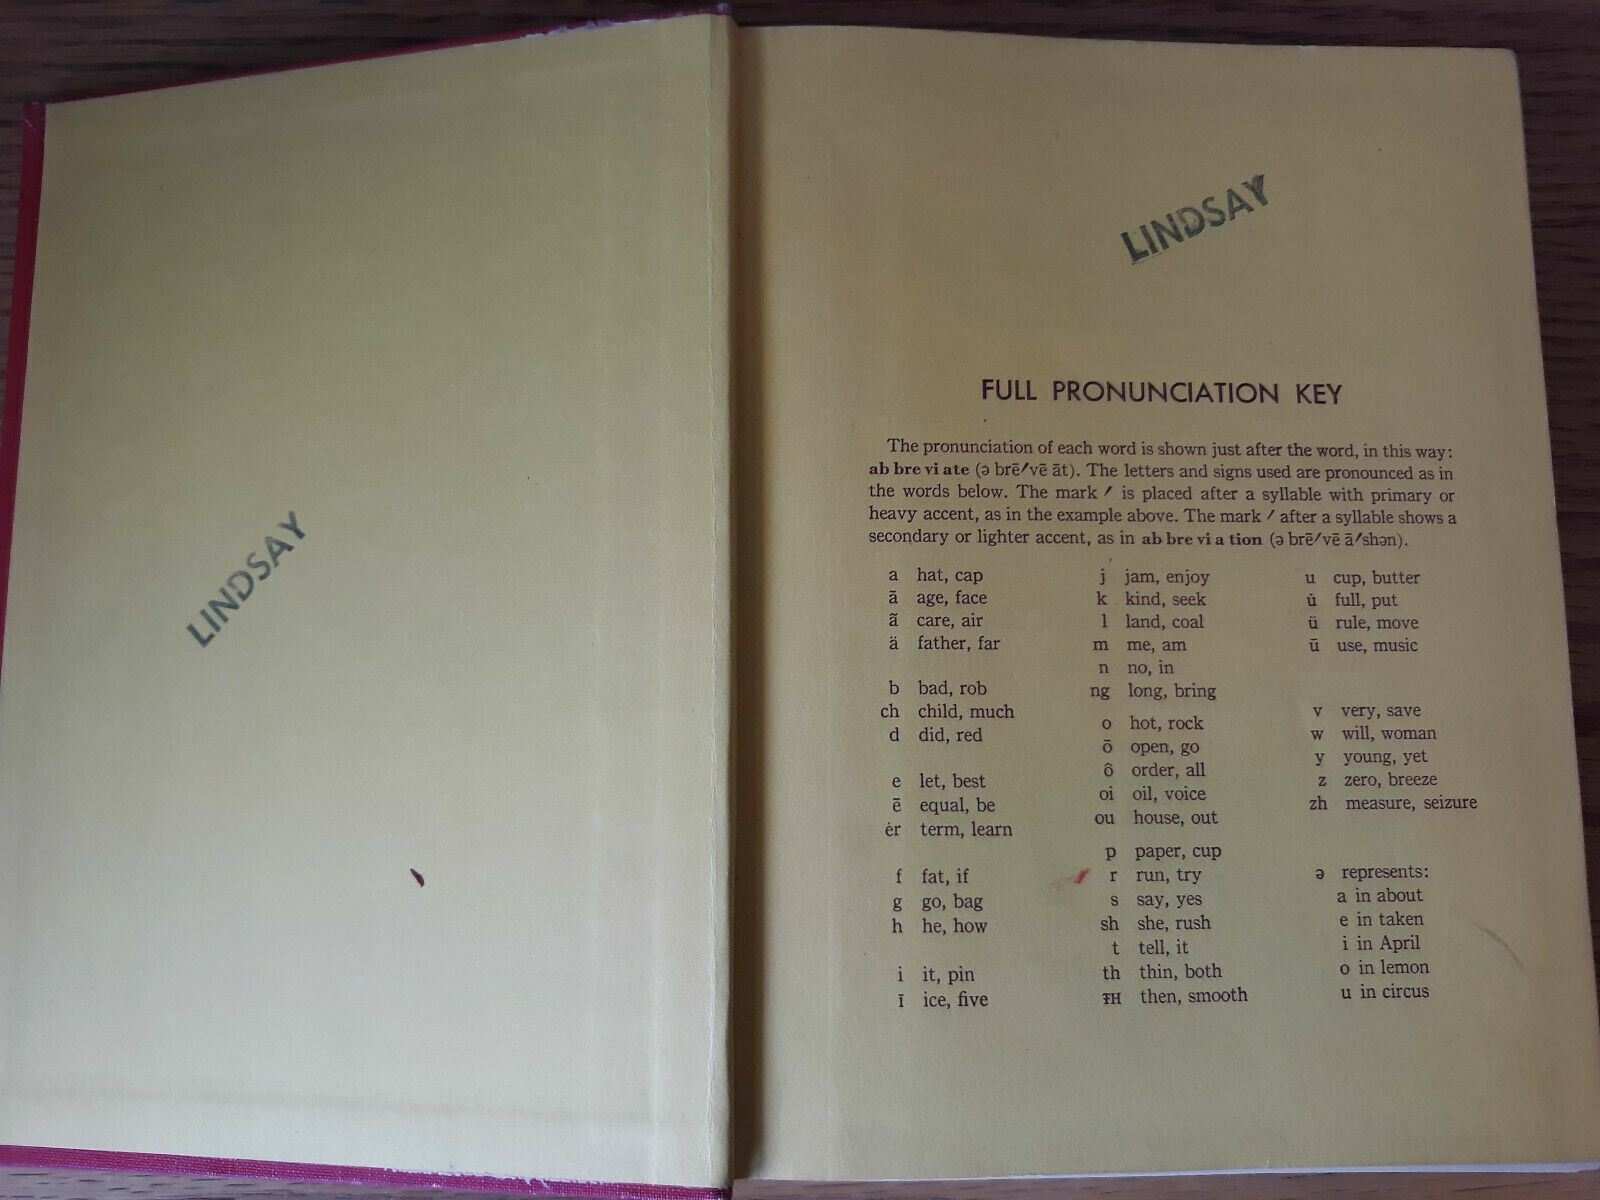 LINDSAY
LINDSAY
FULL PRONUNCIATION KEY
The pronunciation of each word is shown just after the word, in this way:
ab bre vi ate (ə brē′vē āt). The letters and signs used are pronounced as in
the words below. The mark ′ is placed after a syllable with primary or
heavy accent, as in the example above. The mark ′ after a syllable shows a
secondary or lighter accent, as in ab bre vi a tion (ə brē′vē ā′shən).
a hat, cap
ā age, face
ã care, air
ä father, far
b bad, rob
ch child, much
d did, red
e let, best
ē equal, be
ėr term, learn
f fat, if
g go, bag
h he, how
i it, pin
ī ice, five
j jam, enjoy
k kind, seek
l land, coal
m me, am
n no, in
ng long, bring
o hot, rock
ō open, go
ô order, all
oi oil, voice
ou house, out
p paper, cup
r run, try
s say, yes
sh she, rush
t tell, it
th thin, both
ŦH then, smooth
u cup, butter
u̇ full, put
ü rule, move
ū use, music
v very, save
w will, woman
y young, yet
z zero, breeze
zh measure, seizure
ə represents:
a in about
e in taken
i in April
o in lemon
u in circus